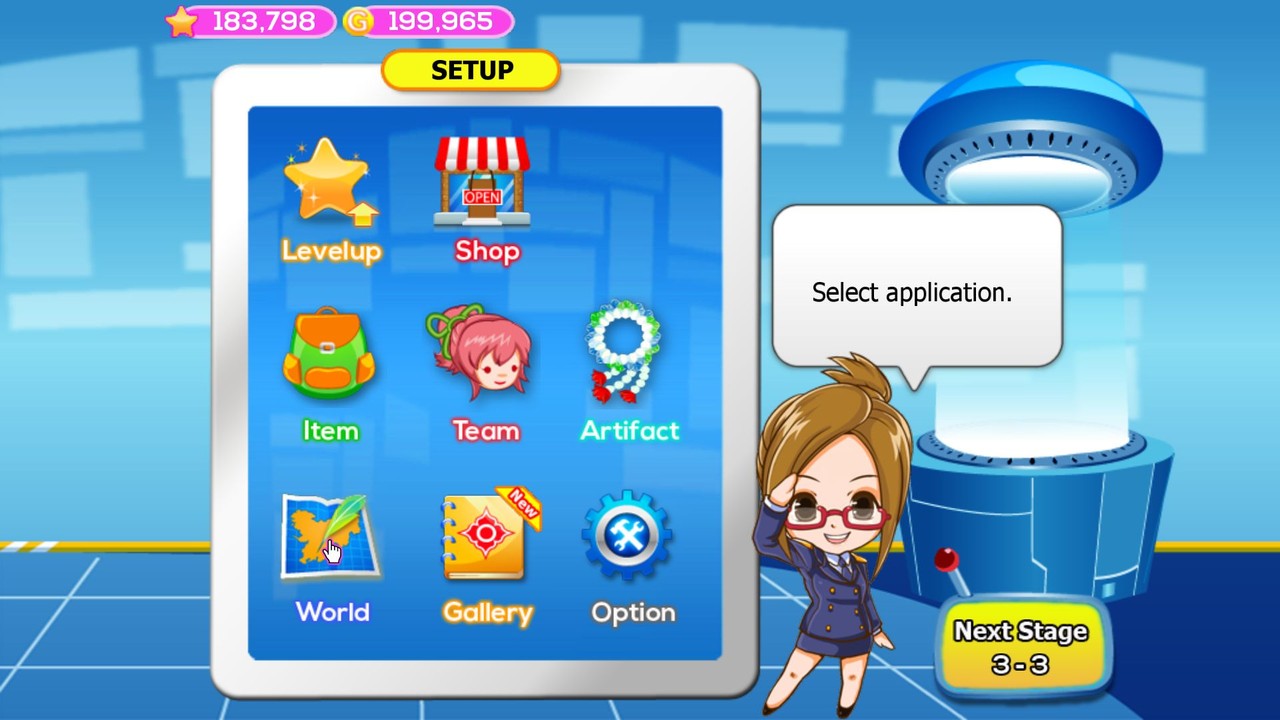 183,798
G 199,965
SETUP
OPEN
Levelup
Shop
Select application.
Item
Team
Artifact
New
World
Gallery
Option
Next Stage
3-3